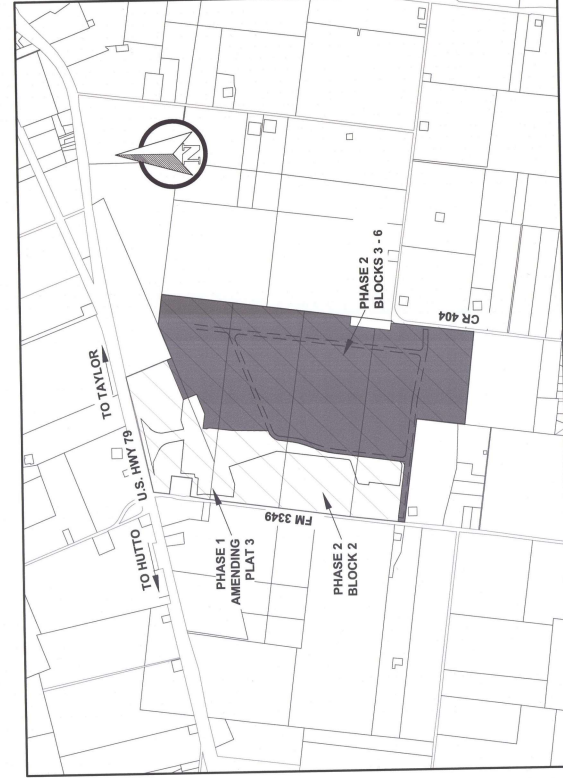 TO TAYLOR
U.S. HWY 79
TO HUTTO
N
PHASE 1
AMENDING
PLAT 3
FM 3349
PHASE 2
BLOCK 2
PHASE 2
BLOCKS 3 - 6
CR 404